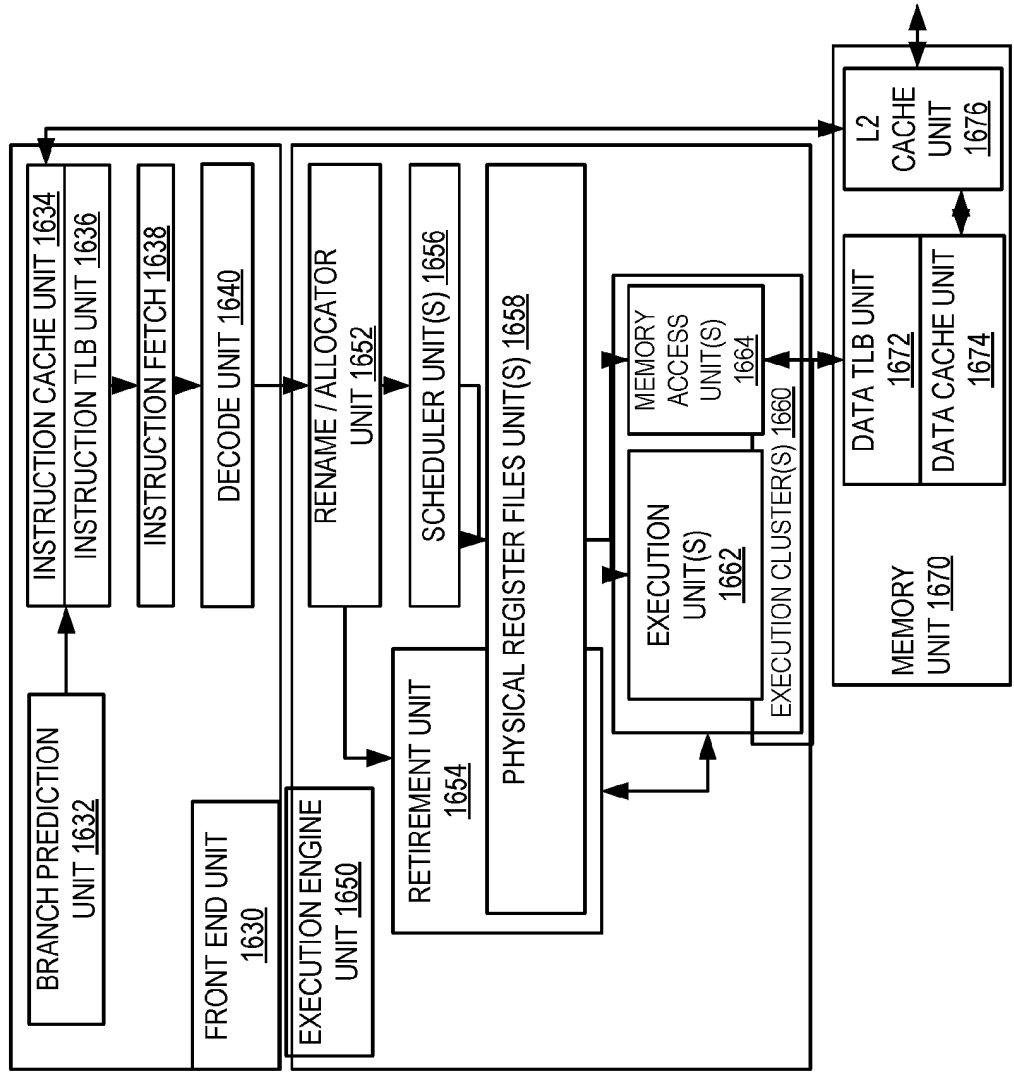 BRANCH PREDICTION
UNIT 1632
INSTRUCTION CACHE UNIT 1634
INSTRUCTION TLB UNIT 1636
INSTRUCTION FETCH 1638
DECODE UNIT 1640
FRONT END UNIT
1630
EXECUTION ENGINE
UNIT 1650
RENAME / ALLOCATOR
UNIT 1652
RETIREMENT UNIT
1654
SCHEDULER UNIT(S) 1656
PHYSICAL REGISTER FILES UNIT(S) 1658
EXECUTION
UNIT(S)
1662
MEMORY
ACCESS
UNIT(S)
1664
EXECUTION CLUSTER(S) 1660
MEMORY
UNIT 1670
DATA TLB UNIT
1672
DATA CACHE UNIT
1674
L2
CACHE
UNIT
1676